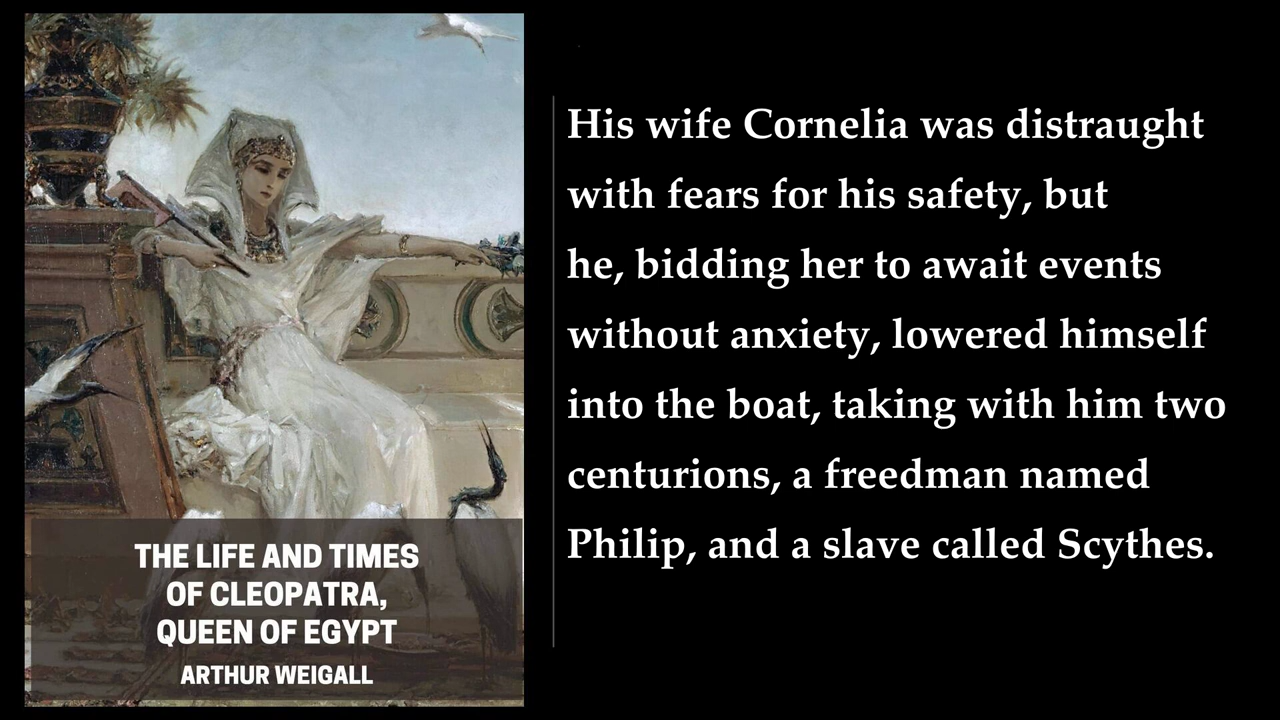 THE LIFE AND TIMES
OF CLEOPATRA,
QUEEN OF EGYPT
ARTHUR WEIGALL
His wife Cornelia was distraught
with fears for his safety, but
he, bidding her to await events
without anxiety, lowered himself
into the boat, taking with him two
centurions, a freedman named
Philip, and a slave called Scythes.